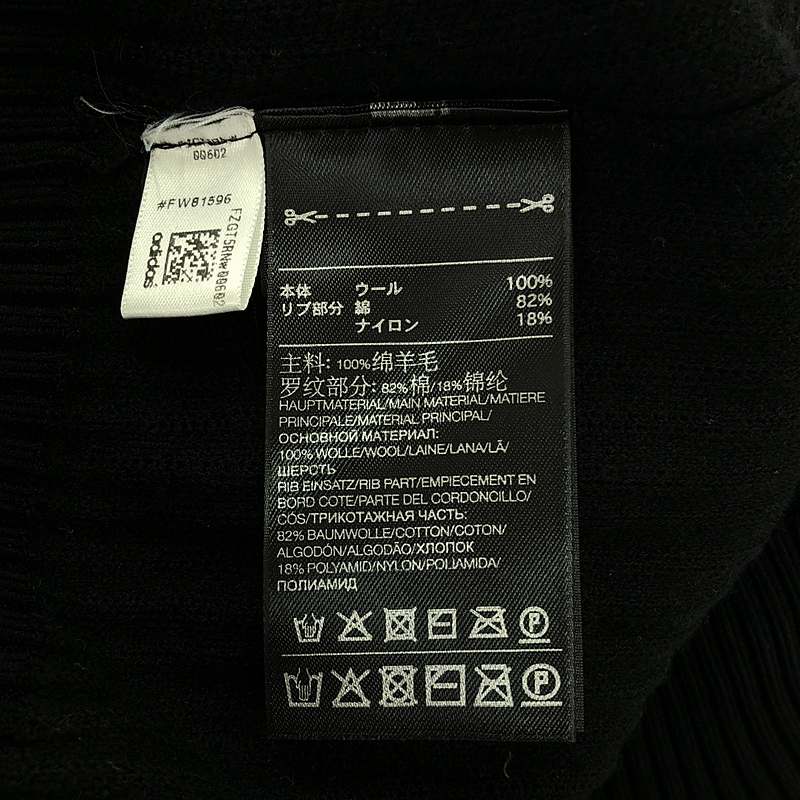 00602
#FW81596
FZGT5RNW00602
adidas
本体 ウール 100%
リブ部分 綿 82%
ナイロン 18%
主料: 100%绵羊毛
罗纹部分: 82%棉/18%锦纶
HAUPTMATERIAL/MAIN MATERIAL/MATIERE
PRINCIPALE/MATERIAL PRINCIPAL/
ОСНОВНОЙ МАТЕРИАЛ:
100% WOLLE/WOOL/LAINE/LANA/LÃ/
ШЕРСТЬ
RIB EINSATZ/RIB PART/EMPIECEMENT EN
BORD COTE/PARTE DEL CORDONCILLO/
CÓS/ТРИКОТАЖНАЯ ЧАСТЬ:
82% BAUMWOLLE/COTTON/COTON/
ALGODÓN/ALGODÃO/ХЛОПОК
18% POLYAMID/NYLON/POLIAMIDA/
ПОЛИАМИД
P
P